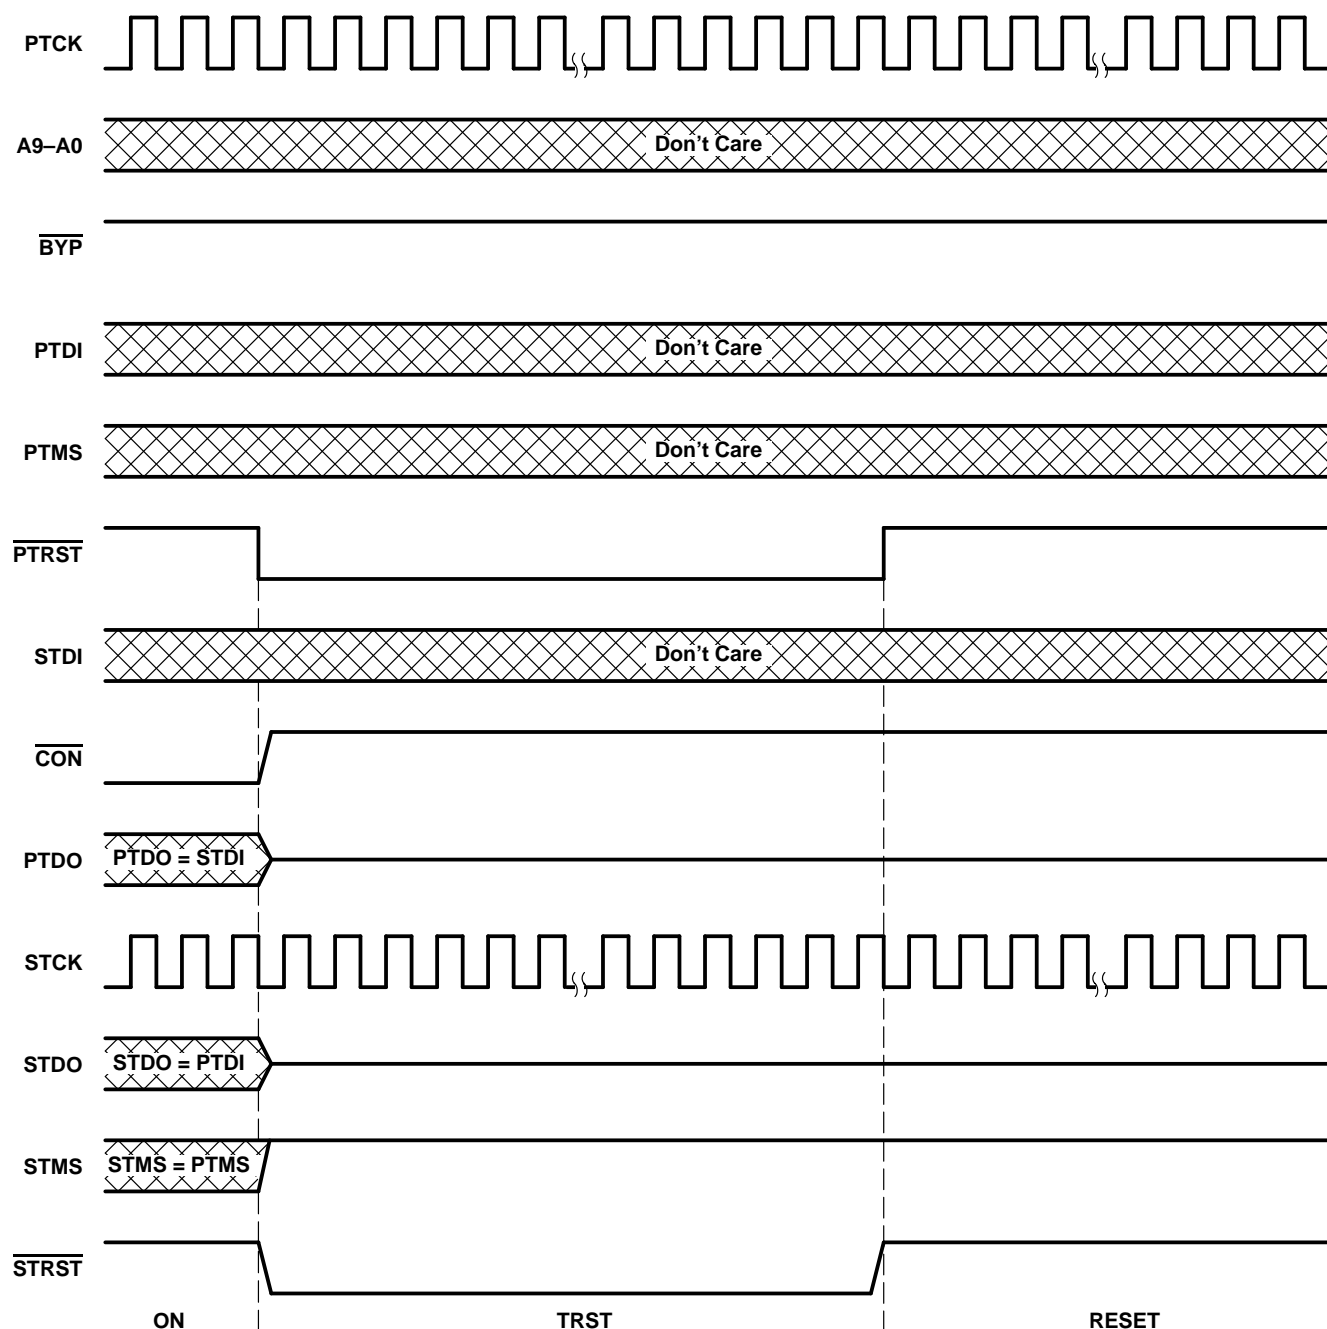 PTCK
A9–A0 Don't Care
BYP
PTDI Don't Care
PTMS Don't Care
PTRST
STDI Don't Care
CON
PTDO PTDO = STDI
STCK
STDO STDO = PTDI
STMS STMS = PTMS
STRST
ON TRST RESET